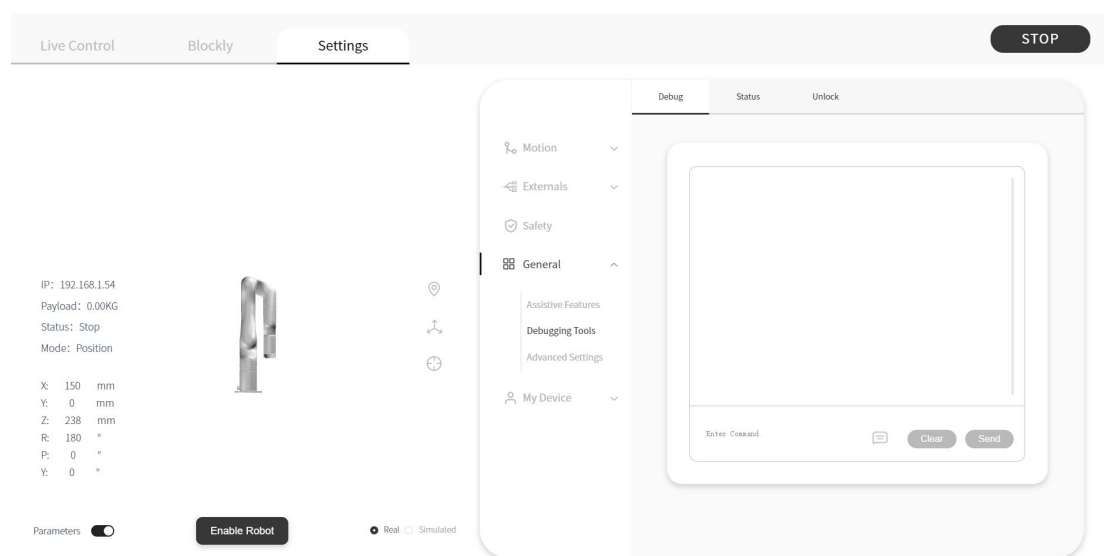 Live Control
Blockly
Settings
STOP
IP: 192.168.1.54
Payload: 0.00KG
Status: Stop
Mode: Position
X: 150 mm
Y: 0 mm
Z: 238 mm
R: 180 °
P: 0 °
Y: 0 °
Parameters
Enable Robot
Real
Simulated
Motion
Externals
Safety
General
Assistive Features
Debugging Tools
Advanced Settings
My Device
Debug
Status
Unlock
Enter Command
Clear
Send